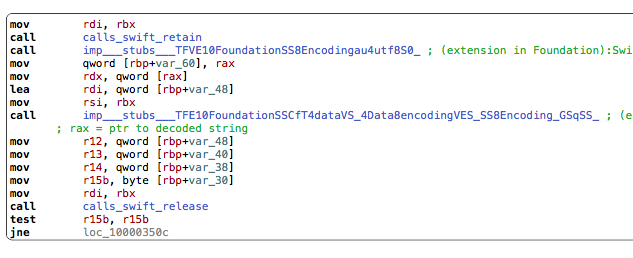 mov rdi, rbx
call calls_swift_retain
call imp___stubs___TFVE10FoundationSS8Encodingau4utf8S0_ ; (extension in Foundation):Swi
mov qword [rbp+var_60], rax
mov rdx, qword [rax]
lea rdi, qword [rbp+var_48]
mov rsi, rbx
call imp___stubs___TFE10FoundationSSCfT4dataVS_4Data8encodingVES_SS8Encoding_GSqSS_ ; (e
; rax = ptr to decoded string
mov r12, qword [rbp+var_48]
mov r13, qword [rbp+var_40]
mov r14, qword [rbp+var_38]
mov r15b, byte [rbp+var_30]
mov rdi, rbx
call calls_swift_release
test r15b, r15b
jne loc_10000350c